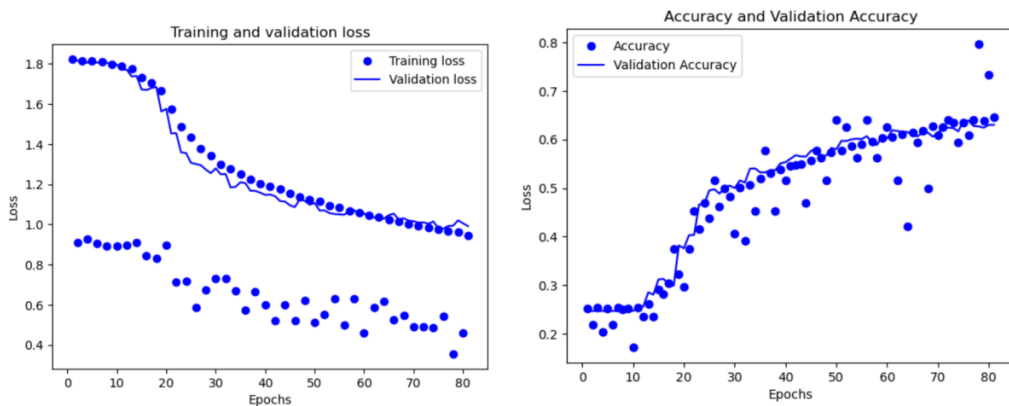 Training and validation loss
Training loss
Validation loss
Loss
1.8
1.6
1.4
1.2
1.0
0.8
0.6
0.4
0 10 20 30 40 50 60 70 80
Epochs
Accuracy and Validation Accuracy
Accuracy
Validation Accuracy
Loss
0.8
0.7
0.6
0.5
0.4
0.3
0.2
0 10 20 30 40 50 60 70 80
Epochs